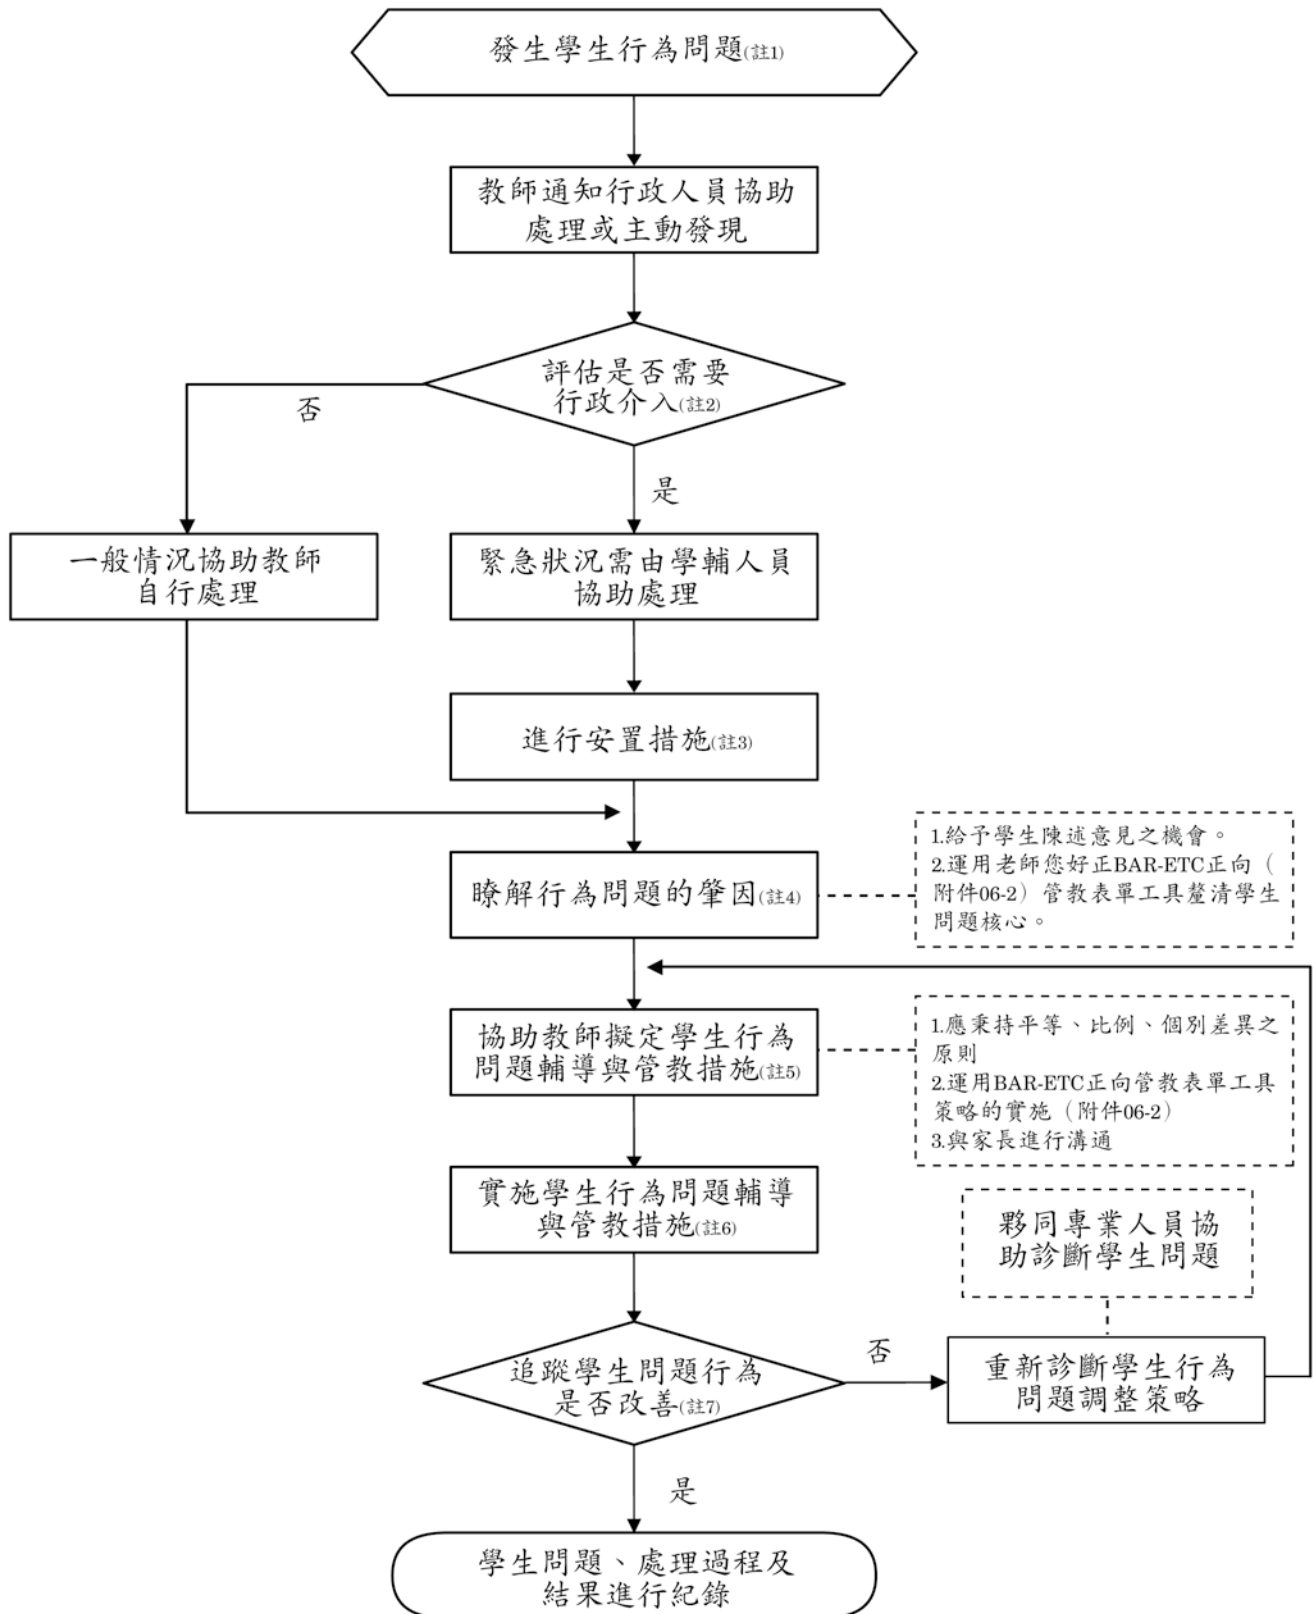 發生學生行為問題(註1)
教師通知行政人員協助
處理或主動發現
評估是否需要
行政介入(註2)
否
是
一般情況協助教師
自行處理
緊急狀況需由學輔人員
協助處理
進行安置措施(註3)
瞭解行為問題的肇因(註4)
1.給予學生陳述意見之機會。
2.運用老師您好正BAR-ETC正向（
附件06-2）管教表單工具釐清學生
問題核心。
協助教師擬定學生行為
問題輔導與管教措施(註5)
1.應秉持平等、比例、個別差異之
原則
2.運用BAR-ETC正向管教表單工具
策略的實施（附件06-2）
3.與家長進行溝通
實施學生行為問題輔導
與管教措施(註6)
夥同專業人員協
助診斷學生問題
追蹤學生問題行為
是否改善(註7)
否
重新診斷學生行為
問題調整策略
是
學生問題、處理過程及
結果進行紀錄